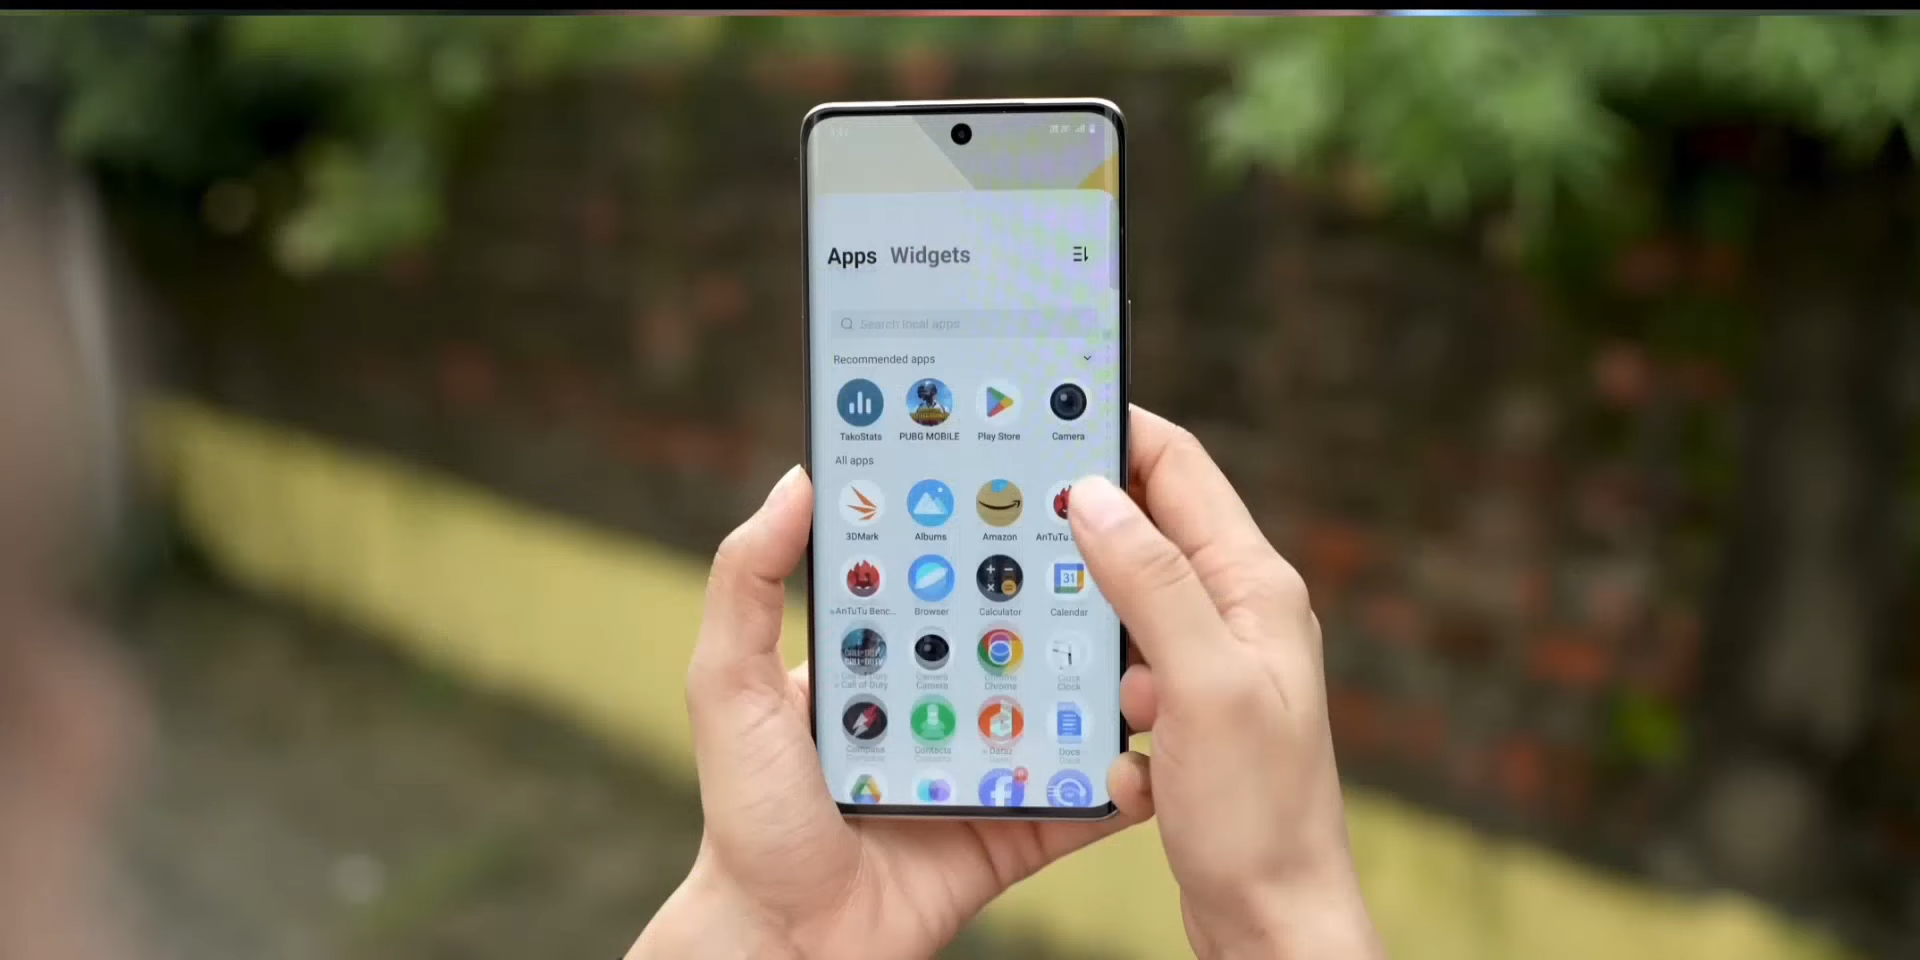 Apps Widgets
Search local apps
Recommended apps
TakoStats PUBG MOBILE Play Store Camera
All apps
3DMark Albums Amazon AnTuTu
AnTuTu Benc... Browser Calculator 31 Calendar
Call of Duty Camera Chrome Clock
Compass Contacts Docs